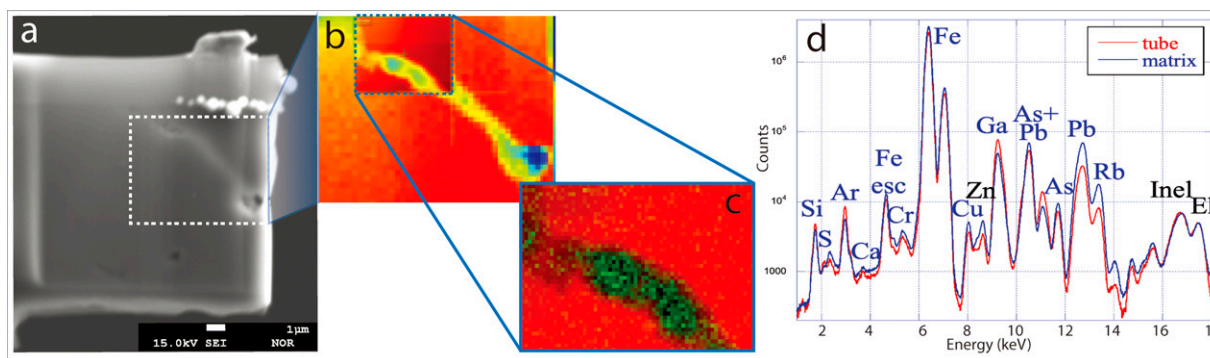 a
15.0kV SEI
1μm
NOR
b
c
d
tube
matrix
Fe
Ga
As+
Pb
Pb
Rb
As
Zn
Cu
Fe
esc
Cr
Ar
Si
S
Ca
Inel
El
Counts
10⁶
10⁵
10⁴
1000
2 4 6 8 10 12 14 16 18
Energy (keV)